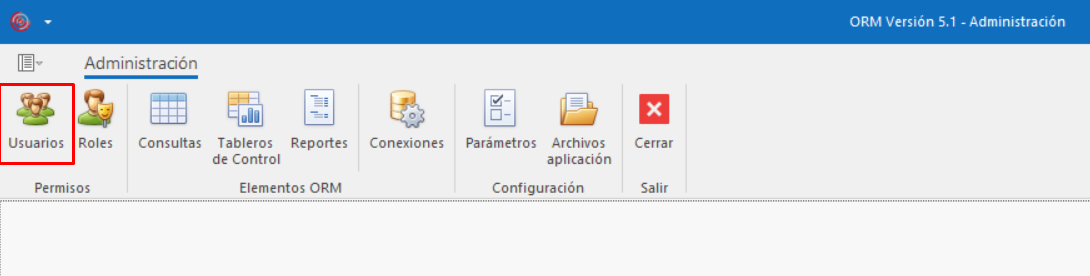 ORM Versión 5.1 - Administración
Administración
Usuarios Roles Consultas Tableros de Control Reportes Conexiones Parámetros Archivos aplicación Cerrar
Permisos Elementos ORM Configuración Salir